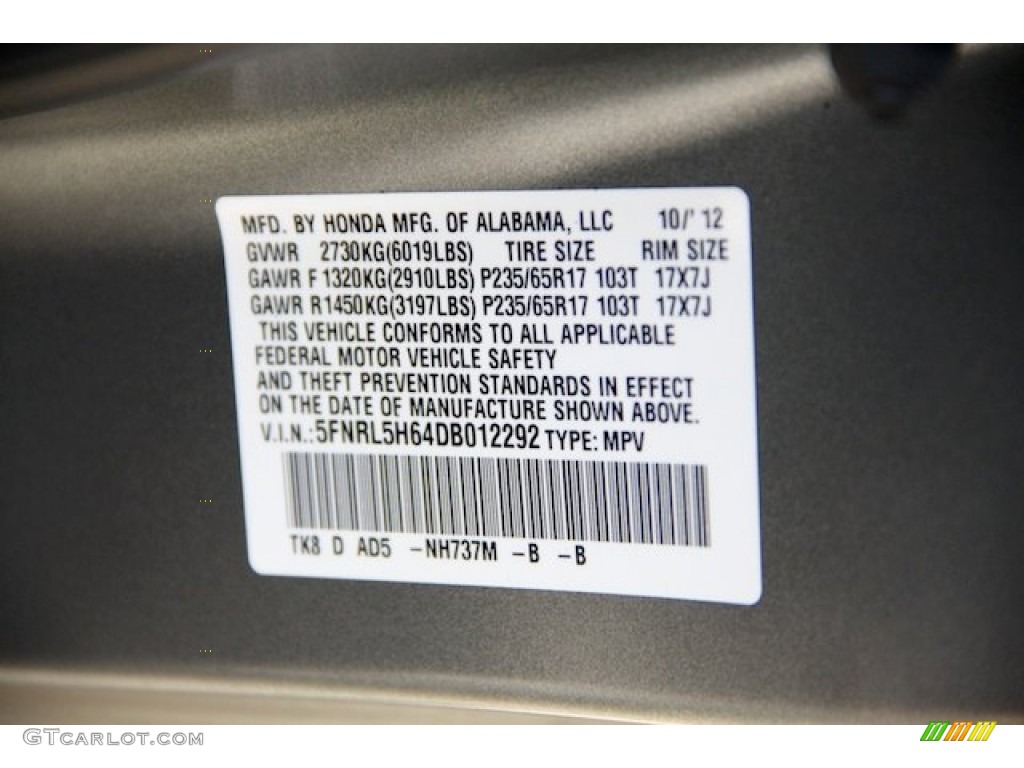 MFD. BY HONDA MFG. OF ALABAMA, LLC 10/' 12
GVWR 2730KG(6019LBS) TIRE SIZE RIM SIZE
GAWR F 1320KG(2910LBS) P235/65R17 103T 17X7J
GAWR R1450KG(3197LBS) P235/65R17 103T 17X7J
THIS VEHICLE CONFORMS TO ALL APPLICABLE
FEDERAL MOTOR VEHICLE SAFETY
AND THEFT PREVENTION STANDARDS IN EFFECT
ON THE DATE OF MANUFACTURE SHOWN ABOVE.
V.I.N.:5FNRL5H64DB012292 TYPE: MPV
TK8 D AD5 -NH737M -B -B
GTCARLOT.COM